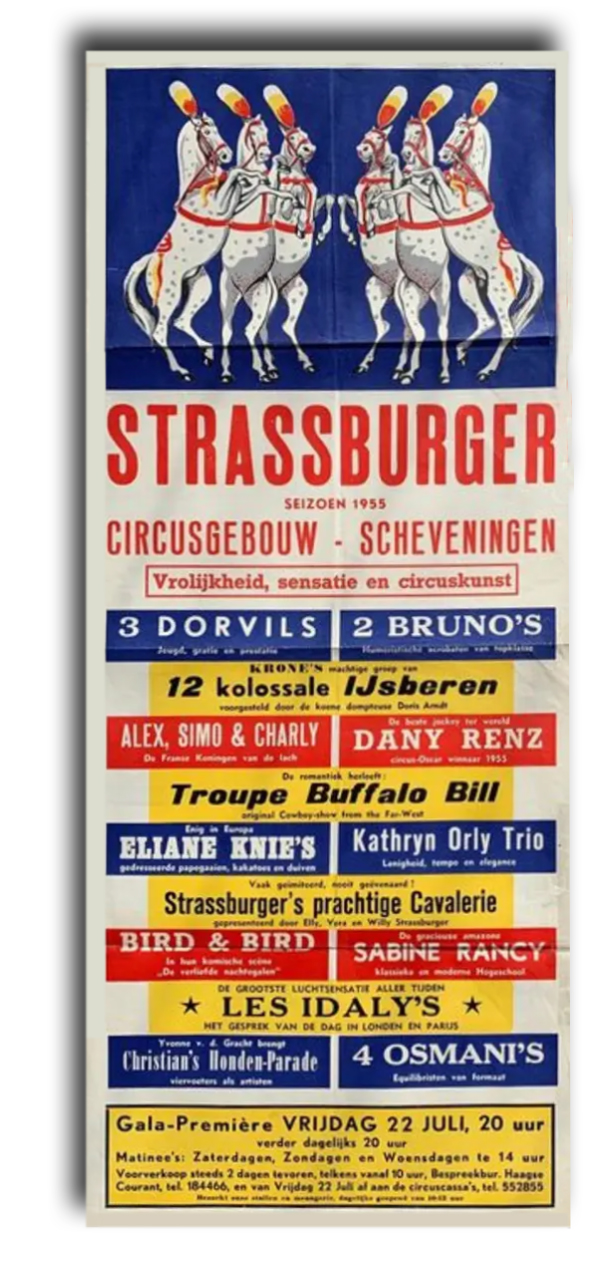 STRASSBURGER
SEIZOEN 1955
CIRCUSGEBOUW - SCHEVENINGEN
Vrolijkheid, sensatie en circuskunst
3 DORVILS
Jeugd, gratie en prestatie
2 BRUNO'S
Humoristische acrobaten van topklasse
KRONE'S machtige groep van
12 kolossale IJsberen
voorgesteld door de koene dompteuse Doris Arndt
ALEX, SIMO & CHARLY
De Franse Koningen van de lach
De beste jockey ter wereld
DANY RENZ
circus-Oscar winnaar 1955
De romantiek herleeft:
Troupe Buffalo Bill
original Cowboy-show from the Far-West
Enig in Europa
ELIANE KNIE'S
gedresseerde papegaaien, kakatoes en duiven
Kathryn Orly Trio
Lenigheid, tempo en elegance
Vaak geïmiteerd, nooit geëvenaard!
Strassburger's prachtige Cavalerie
gepresenteerd door Elly, Vera en Willy Strassburger
BIRD & BIRD
In hun komische scène
„De verliefde nachtegalen"
De gracieuse amazone
SABINE RANCY
klassieke en moderne Hogeschool
DE GROOTSTE LUCHTSENSATIE ALLER TIJDEN
★ LES IDALY'S ★
HET GESPREK VAN DE DAG IN LONDEN EN PARIJS
Yvonne v. d. Gracht brengt
Christian's Honden-Parade
viervoeters als artisten
4 OSMANI'S
Equilibristen van formaat
Gala-Première VRIJDAG 22 JULI, 20 uur
verder dagelijks 20 uur
Matinee's: Zaterdagen, Zondagen en Woensdagen te 14 uur
Voorverkoop steeds 2 dagen tevoren, telkens vanaf 10 uur, Bespreekbur. Haagse
Courant, tel. 184466, en van Vrijdag 22 Juli af aan de circuscassa's, tel. 552855
Bezoekt onze stallen en menagerie, dagelijks geopend van